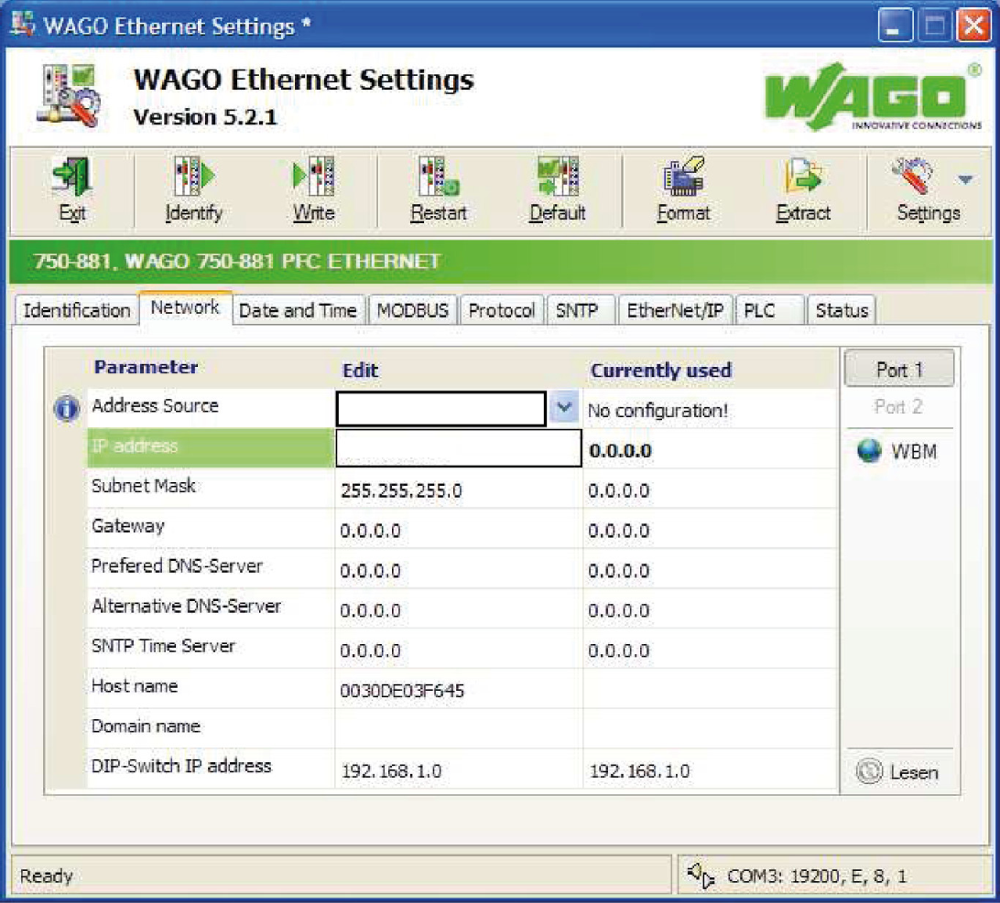 WAGO Ethernet Settings *
WAGO Ethernet Settings
Version 5.2.1
WAGO ®
INNOVATIVE CONNECTIONS
Exit Identify Write Restart Default Format Extract Settings
750-881, WAGO 750-881 PFC ETHERNET
Identification Network Date and Time MODBUS Protocol SNTP EtherNet/IP PLC Status
Parameter Edit Currently used Port 1
Address Source No configuration! Port 2
IP address 0.0.0.0 WBM
Subnet Mask 255.255.255.0 0.0.0.0
Gateway 0.0.0.0 0.0.0.0
Prefered DNS-Server 0.0.0.0 0.0.0.0
Alternative DNS-Server 0.0.0.0 0.0.0.0
SNTP Time Server 0.0.0.0 0.0.0.0
Host name 0030DE03F645
Domain name
DIP-Switch IP address 192.168.1.0 192.168.1.0 Lesen
Ready COM3: 19200, E, 8, 1